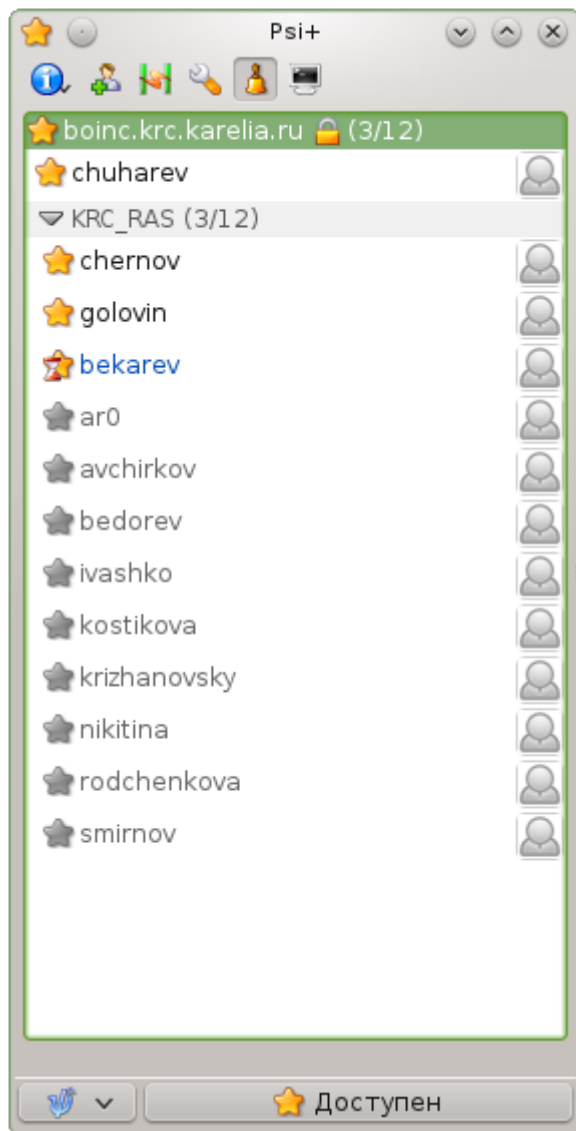 Psi+
boinc.krc.karelia.ru (3/12)
chuharev
KRC_RAS (3/12)
chernov
golovin
bekarev
ar0
avchirkov
bedorev
ivashko
kostikova
krizhanovsky
nikitina
rodchenkova
smirnov
Доступен